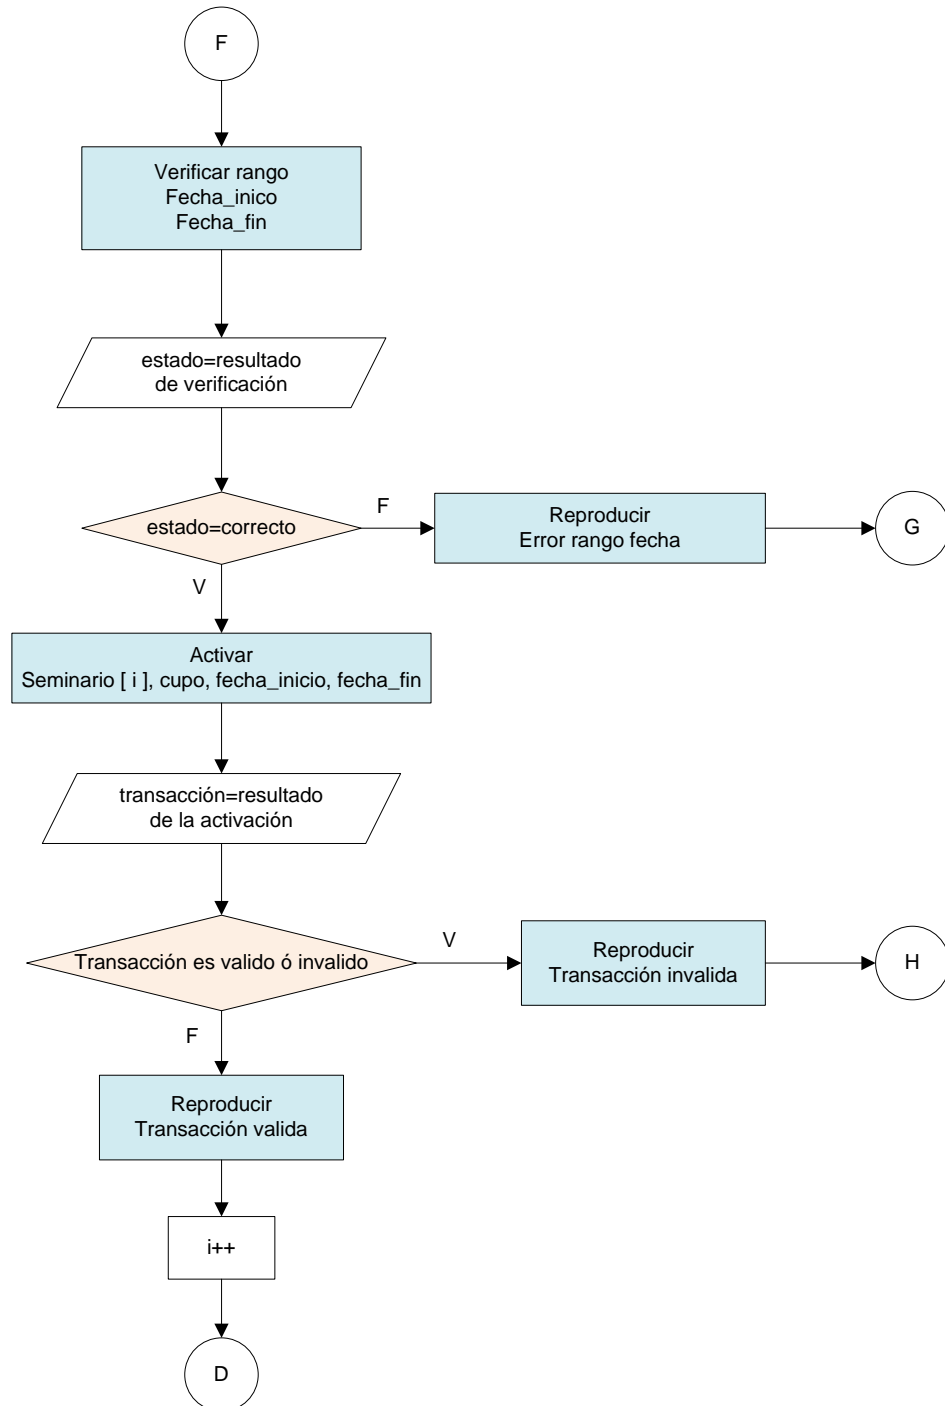 F
Verificar rango
Fecha_inico
Fecha_fin
estado=resultado
de verificación
estado=correcto
F
Reproducir
Error rango fecha
G
V
Activar
Seminario [ i ], cupo, fecha_inicio, fecha_fin
transacción=resultado
de la activación
Transacción es valido ó invalido
V
Reproducir
Transacción invalida
H
F
Reproducir
Transacción valida
i++
D